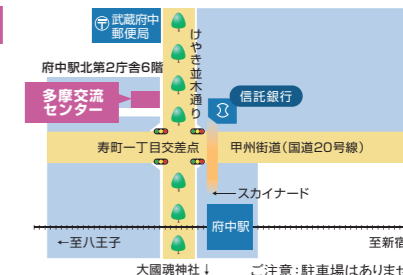 〒武蔵府中
郵便局
けやき並木通り
府中駅北第2庁舎6階
多摩交流
センター
信託銀行
寿町一丁目交差点
甲州街道(国道20号線)
←スカイナード
府中駅
←至八王子
至新宿
大國魂神社↓
ご注意:駐車場はありませ